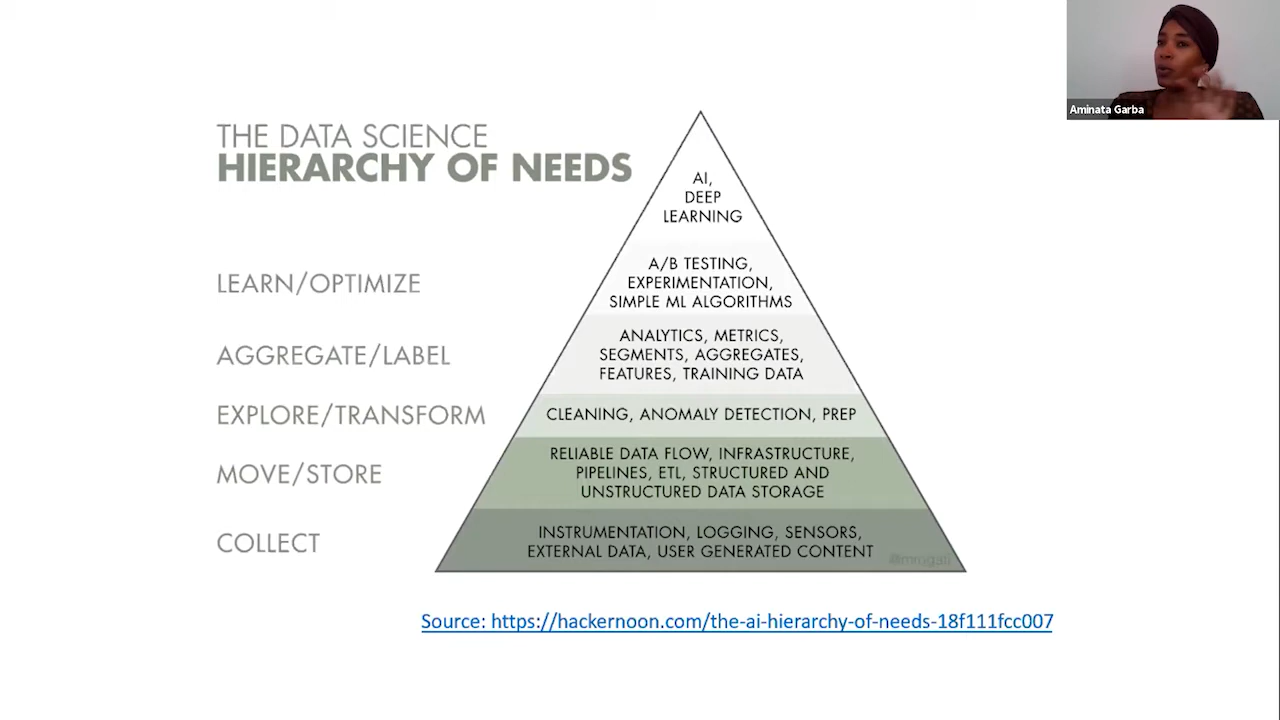 Aminata Garba
THE DATA SCIENCE
HIERARCHY OF NEEDS
AI,
DEEP
LEARNING
LEARN/OPTIMIZE
A/B TESTING,
EXPERIMENTATION,
SIMPLE ML ALGORITHMS
AGGREGATE/LABEL
ANALYTICS, METRICS,
SEGMENTS, AGGREGATES,
FEATURES, TRAINING DATA
EXPLORE/TRANSFORM
CLEANING, ANOMALY DETECTION, PREP
MOVE/STORE
RELIABLE DATA FLOW, INFRASTRUCTURE,
PIPELINES, ETL, STRUCTURED AND
UNSTRUCTURED DATA STORAGE
COLLECT
INSTRUMENTATION, LOGGING, SENSORS,
EXTERNAL DATA, USER GENERATED CONTENT
Source: https://hackernoon.com/the-ai-hierarchy-of-needs-18f111fcc007